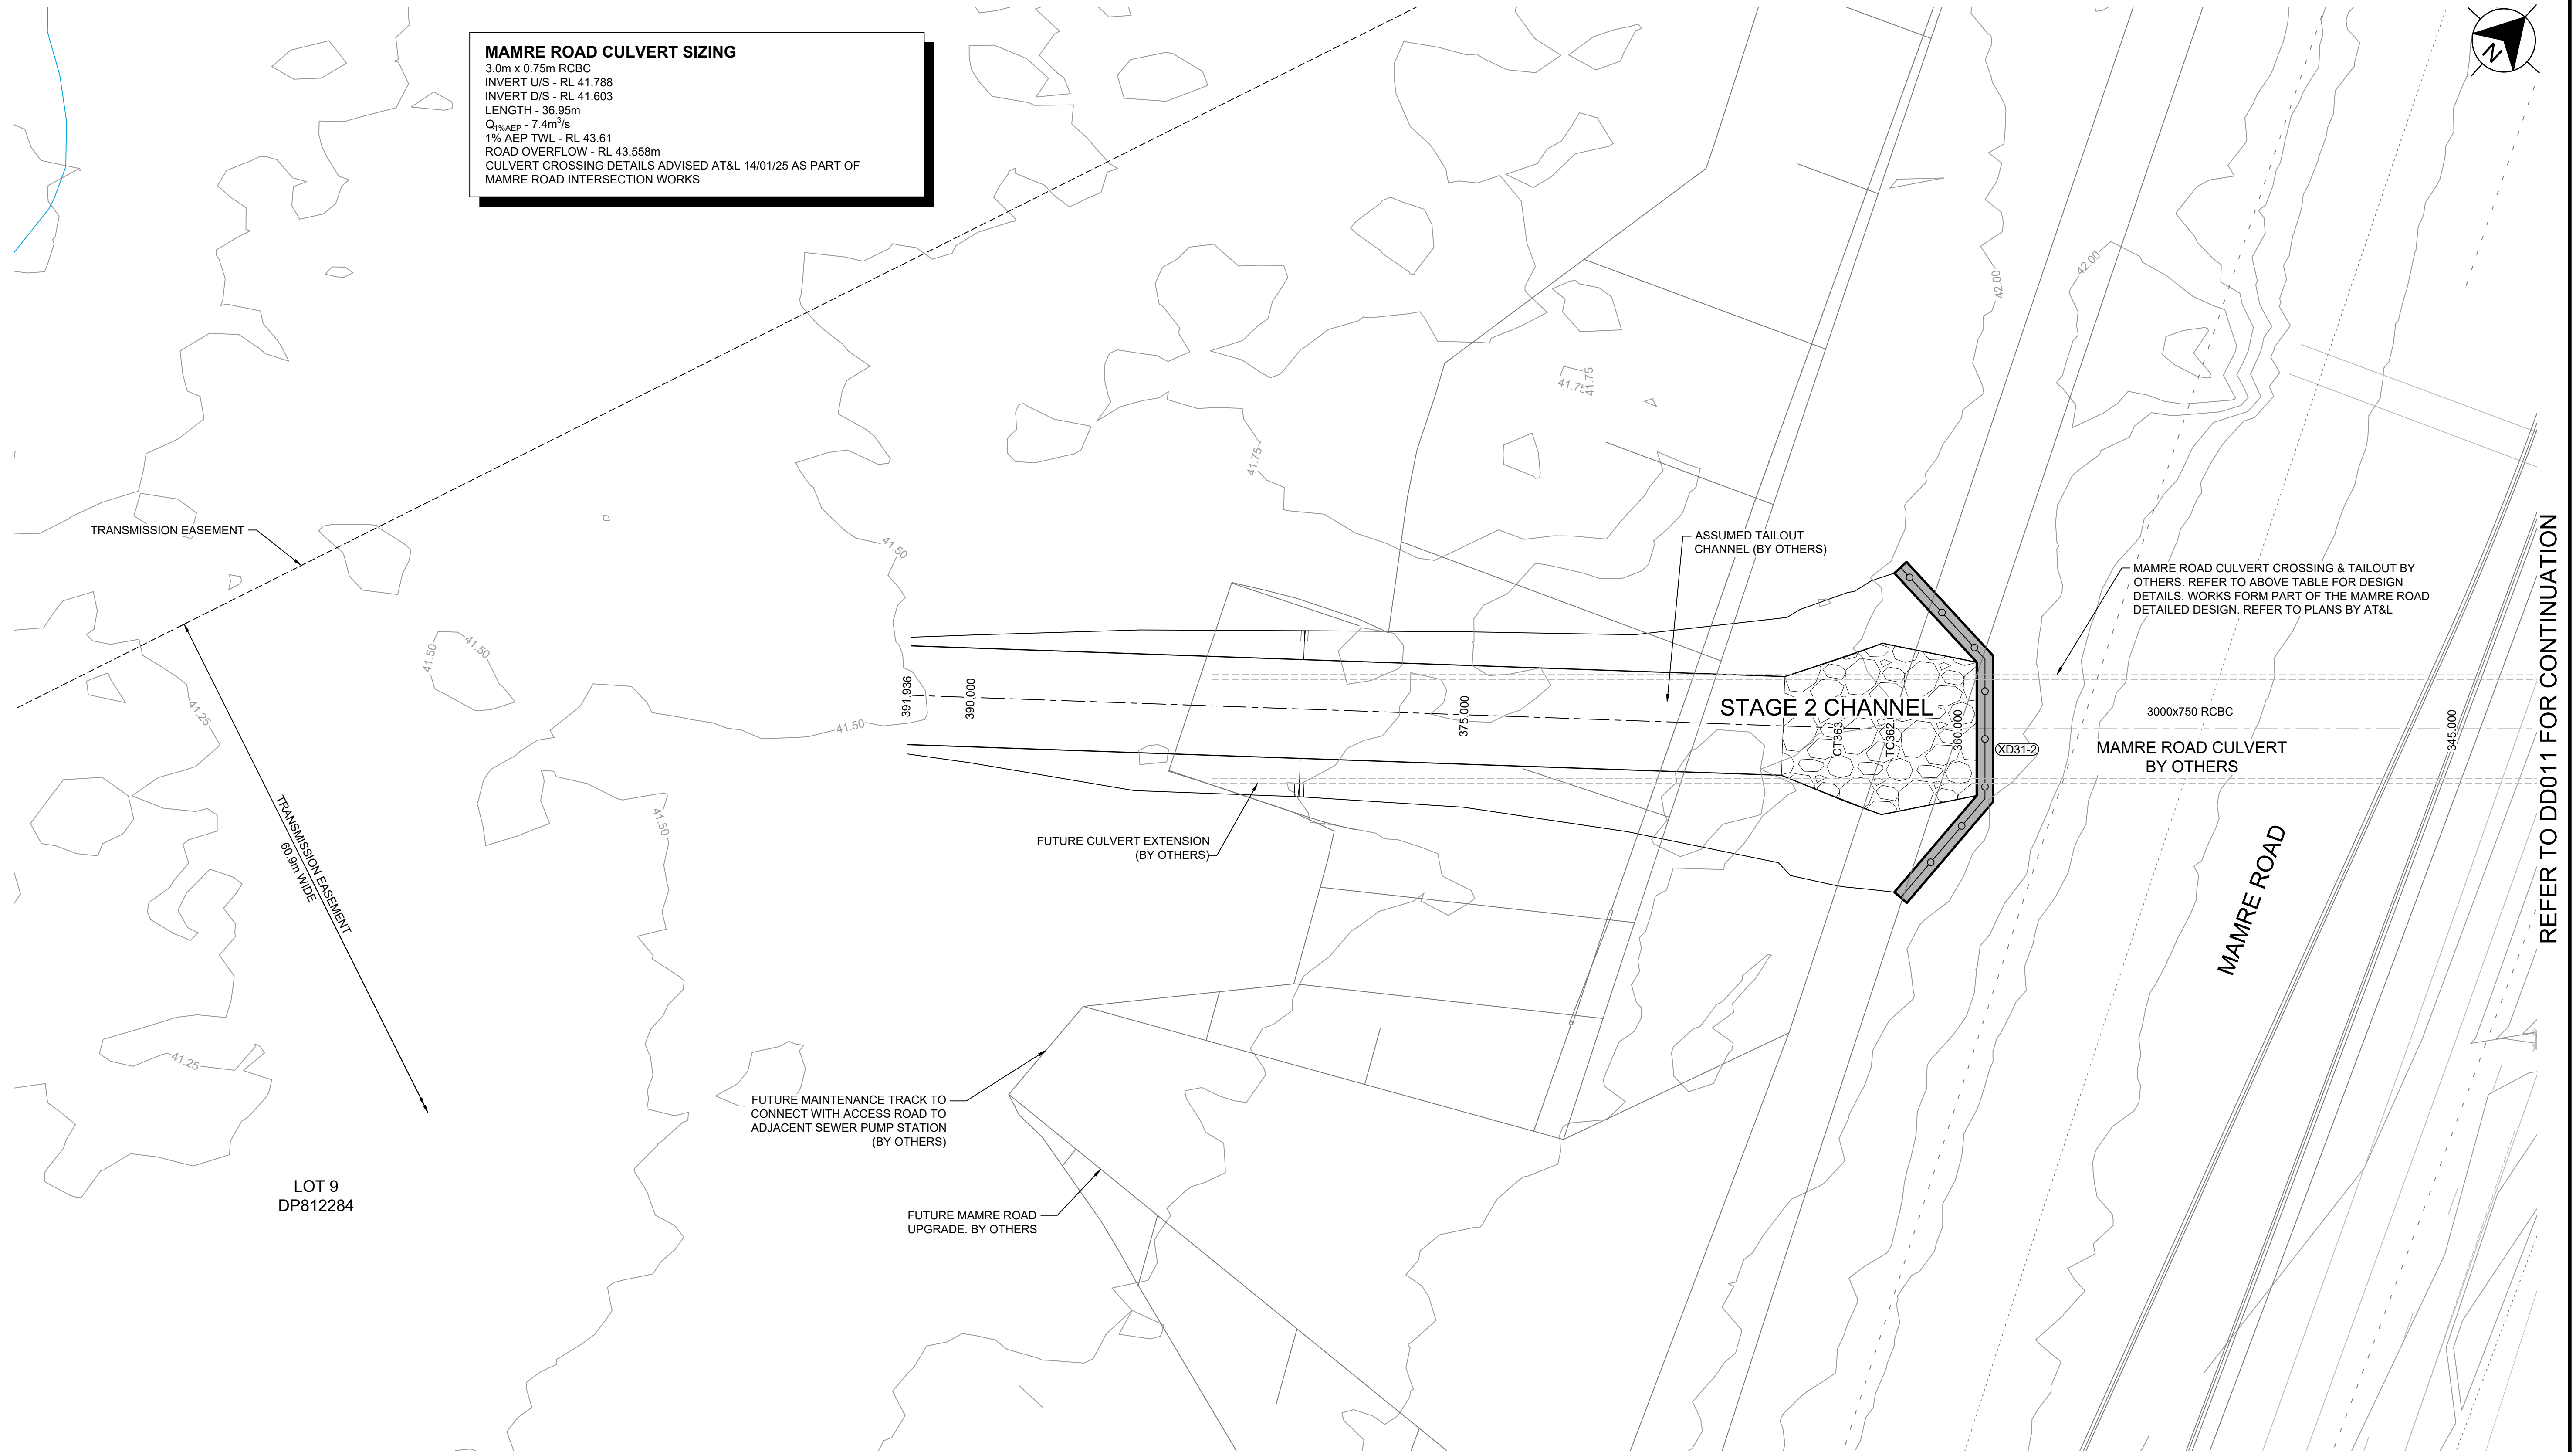 MAMRE ROAD CULVERT SIZING
3.0m x 0.75m RCBC
INVERT U/S - RL 41.788
INVERT D/S - RL 41.603
LENGTH - 36.95m
Q1%AEP - 7.4m³/s
1% AEP TWL - RL 43.61
ROAD OVERFLOW - RL 43.558m
CULVERT CROSSING DETAILS ADVISED AT&L 14/01/25 AS PART OF
MAMRE ROAD INTERSECTION WORKS
N
42.00
42.00
41.75
41.75
41.75
TRANSMISSION EASEMENT
41.50
ASSUMED TAILOUT
CHANNEL (BY OTHERS)
MAMRE ROAD CULVERT CROSSING & TAILOUT BY
OTHERS. REFER TO ABOVE TABLE FOR DESIGN
DETAILS. WORKS FORM PART OF THE MAMRE ROAD
DETAILED DESIGN. REFER TO PLANS BY AT&L
REFER TO DD011 FOR CONTINUATION
41.50
41.50
41.25
41.50
391.936
390.000
375.000
STAGE 2 CHANNEL
CT363.
TC362.
360.000
XD31-2
3000x750 RCBC
MAMRE ROAD CULVERT
BY OTHERS
345.000
41.50
TRANSMISSION EASEMENT
60.9m WIDE
FUTURE CULVERT EXTENSION
(BY OTHERS)
MAMRE ROAD
41.25
FUTURE MAINTENANCE TRACK TO
CONNECT WITH ACCESS ROAD TO
ADJACENT SEWER PUMP STATION
(BY OTHERS)
LOT 9
DP812284
FUTURE MAMRE ROAD
UPGRADE. BY OTHERS